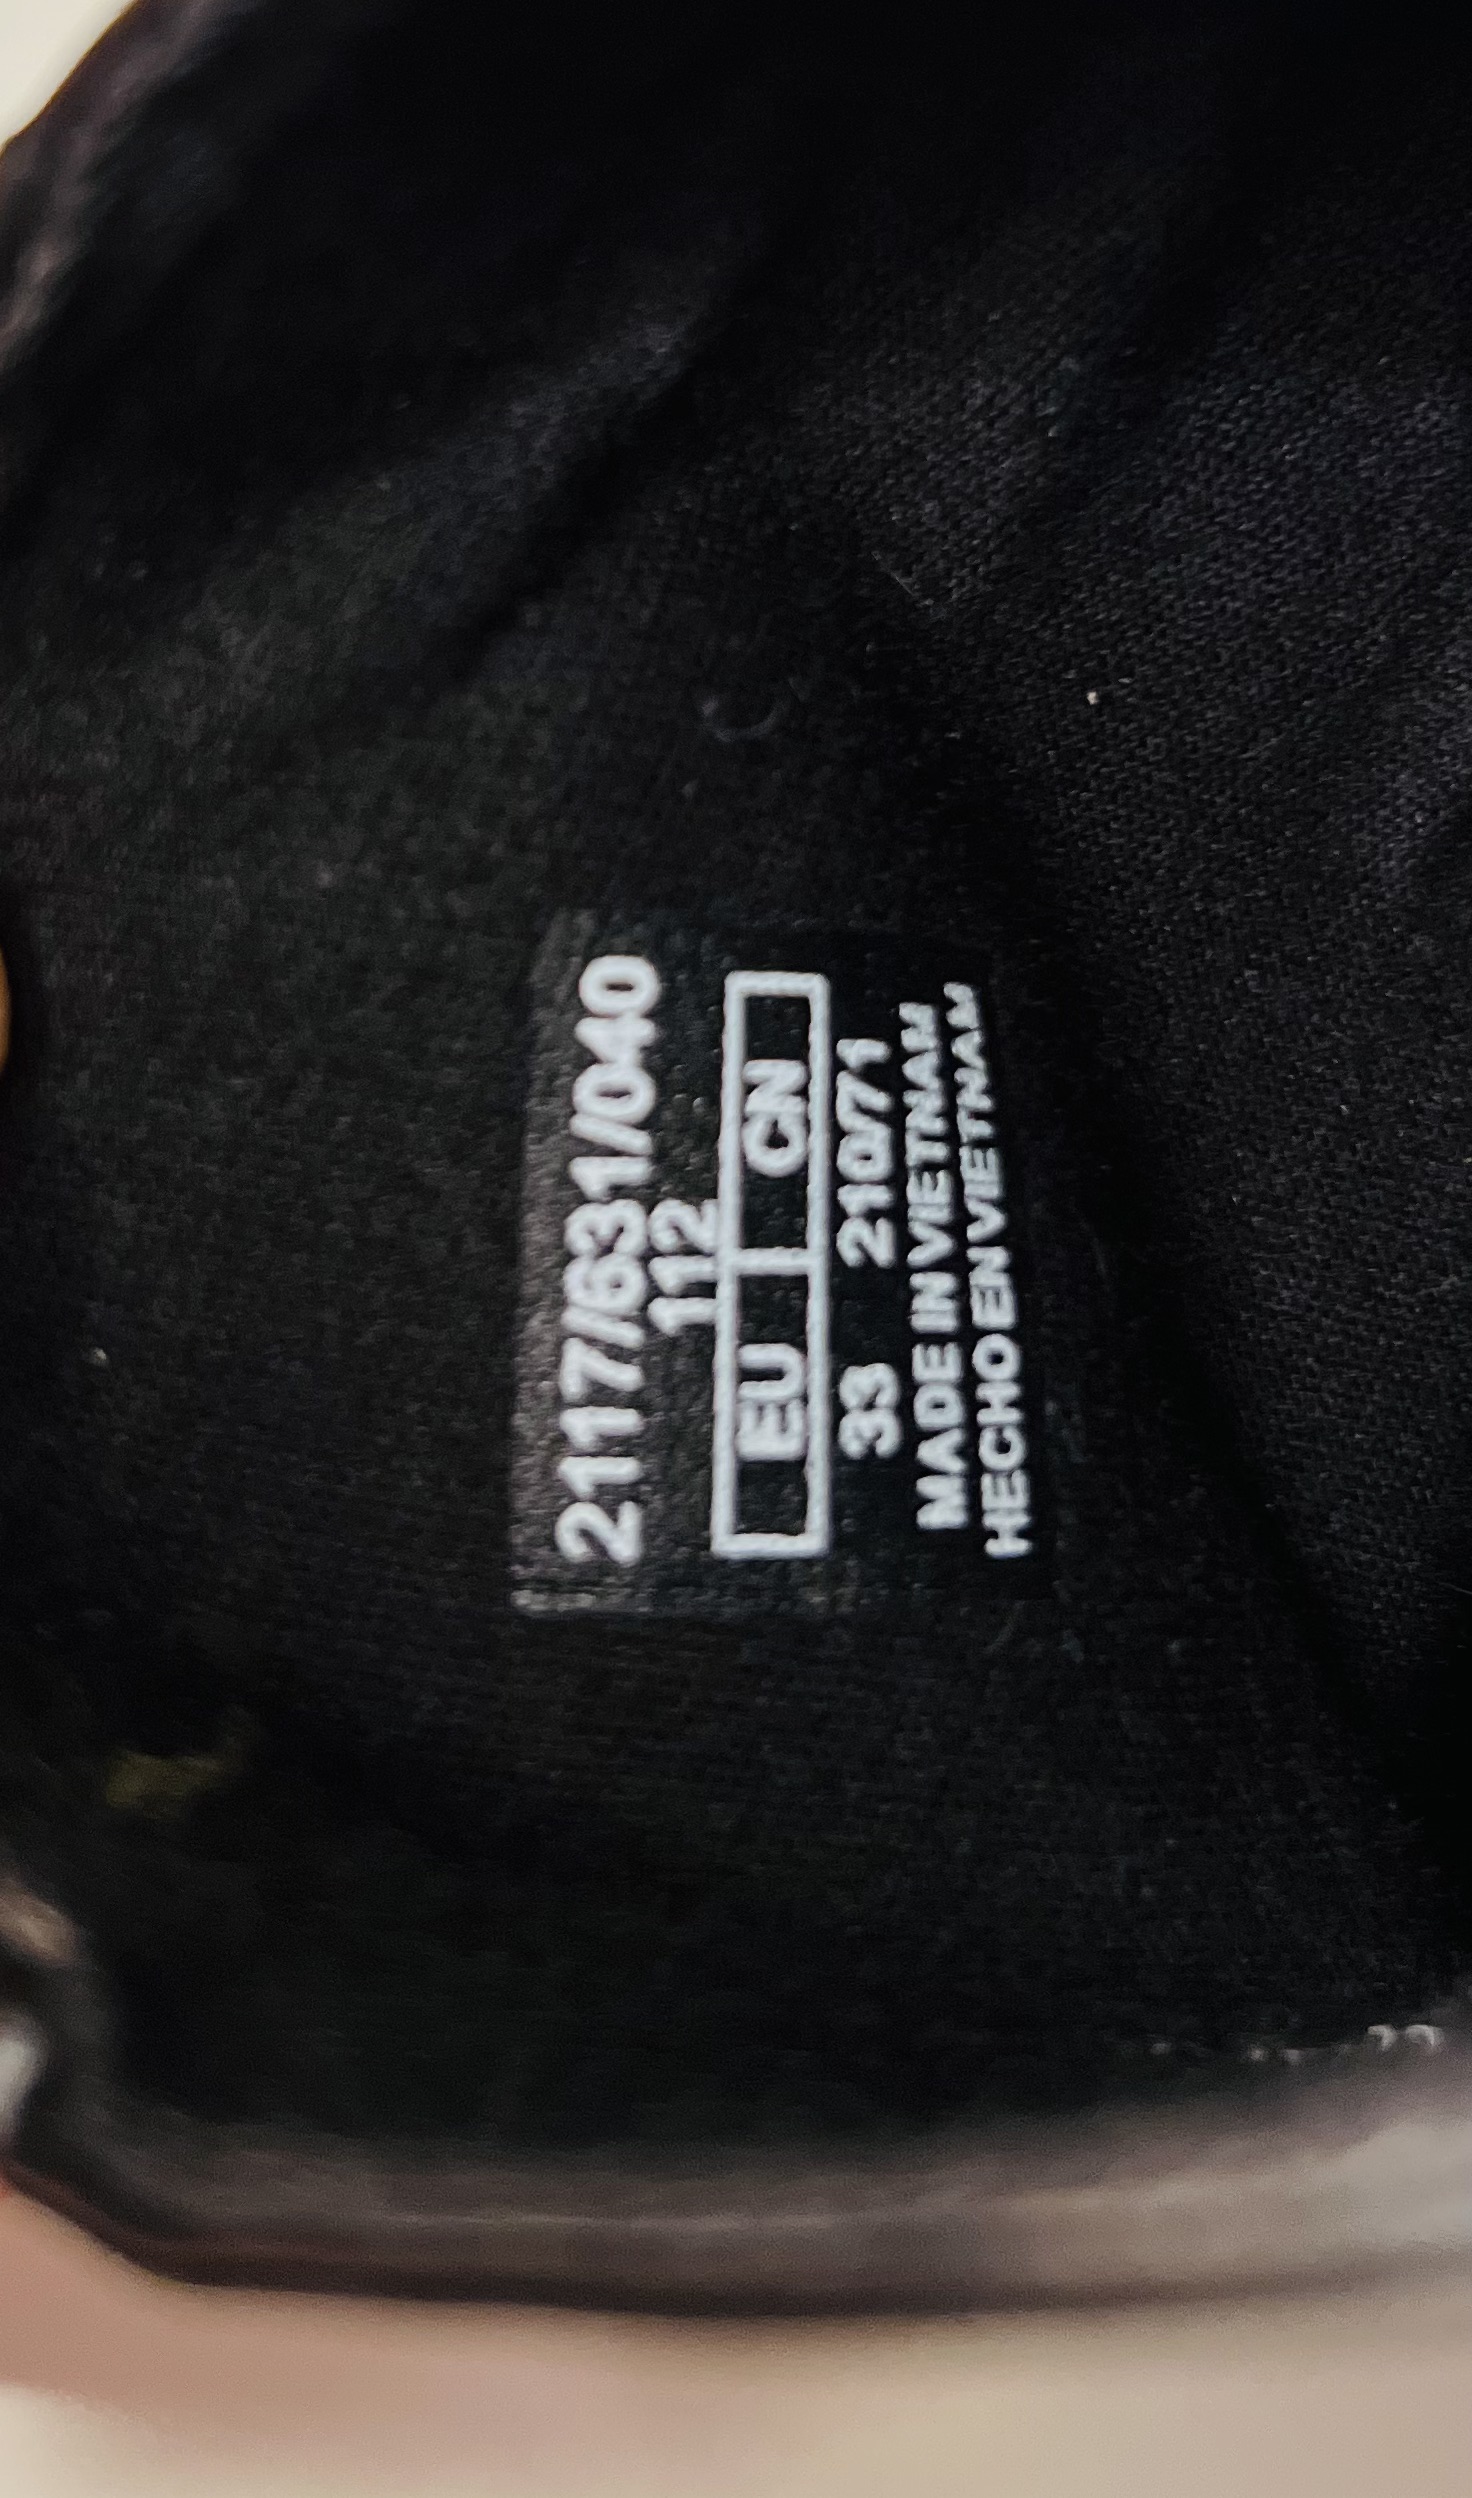 2117/631/040
112
EU CN
33 210/71
MADE IN VIETNAM
HECHO EN VIETNAM